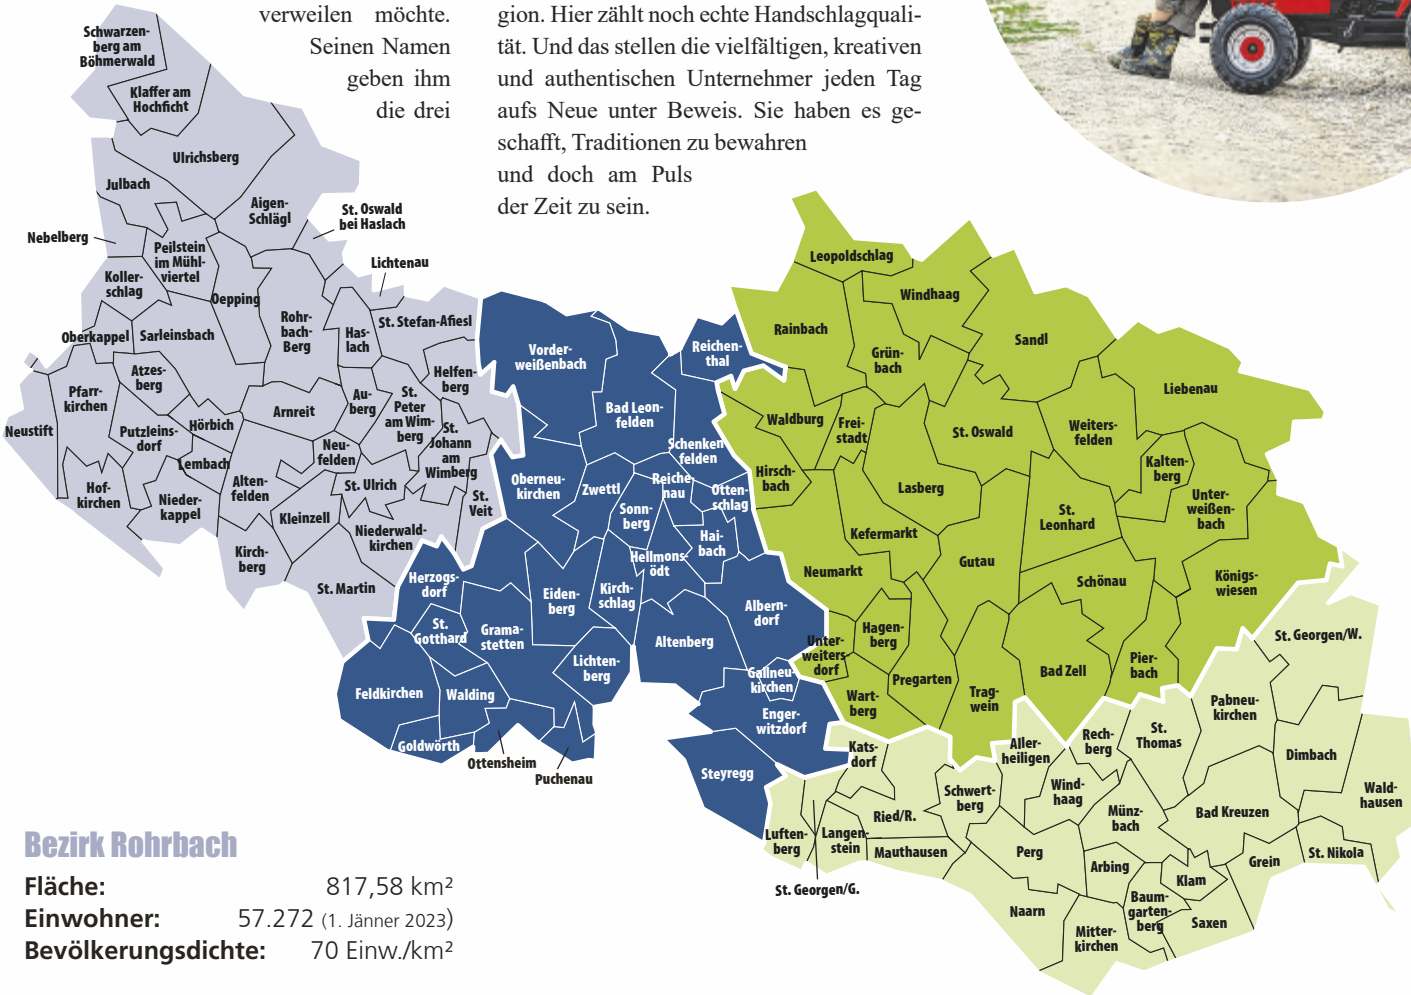 verweilen möchte.
Seinen Namen
geben ihm
die drei
gion. Hier zählt noch echte Handschlagquali-
tät. Und das stellen die vielfältigen, kreativen
und authentischen Unternehmer jeden Tag
aufs Neue unter Beweis. Sie haben es ge-
schafft, Traditionen zu bewahren
und doch am Puls
der Zeit zu sein.
Schwarzen-
berg am
Böhmerwald
Klaffer am
Hochficht
Ulrichsberg
Julbach
Aigen-
Schlägl
St. Oswald
bei Haslach
Nebelberg
Peilstein
im Mühl-
viertel
Lichtenau
Koller-
schlag
Oepping
Rohr-
bach-
Berg
Has-
lach
St. Stefan-Afiesl
Oberkappel
Sarleinsbach
Atzes-
berg
Helfen-
berg
Pfarr-
kirchen
Arnreit
Au-
berg
St.
Peter
am Wim-
berg
Neustift
Putzleins-
dorf
Hörbich
St.
Johann
am
Wimberg
Neu-
felden
Lembach
Hof-
kirchen
Nieder-
kappel
Alten-
felden
St. Ulrich
St.
Veit
Kleinzell
Niederwald-
kirchen
Kirch-
berg
St. Martin
Vorder-
weißenbach
Reichen-
thal
Bad Leon-
felden
Schenken
felden
Oberneu-
kirchen
Zwettl
Reiche
nau
Otten-
schlag
Sonn-
berg
Hai-
bach
Hellmons-
ödt
Herzogs-
dorf
Eiden-
berg
Kirch-
schlag
Albern-
dorf
St.
Gotthard
Grama-
stetten
Altenberg
Lichten-
berg
Feldkirchen
Walding
Gallneu-
kirchen
Enger-
witzdorf
Goldwörth
Ottensheim
Puchenau
Steyregg
Leopoldschlag
Windhaag
Rainbach
Grün-
bach
Sandl
Liebenau
Waldburg
Frei-
stadt
St. Oswald
Weiters-
felden
Hirsch-
bach
Lasberg
Kalten-
berg
Unter-
weißen-
bach
St.
Leonhard
Kefermarkt
Neumarkt
Gutau
Schönau
Königs-
wiesen
Unter-
weiters-
dorf
Hagen-
berg
Pregarten
Wart-
berg
Trag-
wein
Bad Zell
Pier-
bach
St. Georgen/W.
Pabneu-
kirchen
Kats-
dorf
Aller-
heiligen
Rech-
berg
St.
Thomas
Dimbach
Schwert-
berg
Wind-
haag
Wald-
hausen
Ried/R.
Münz-
bach
Bad Kreuzen
Luften-
berg
Langen-
stein
Mauthausen
Perg
Arbing
Grein
St. Nikola
St. Georgen/G.
Klam
Naarn
Baum-
garten-
berg
Saxen
Mitter-
kirchen
Bezirk Rohrbach
Fläche: 817,58 km²
Einwohner: 57.272 (1. Jänner 2023)
Bevölkerungsdichte: 70 Einw./km²